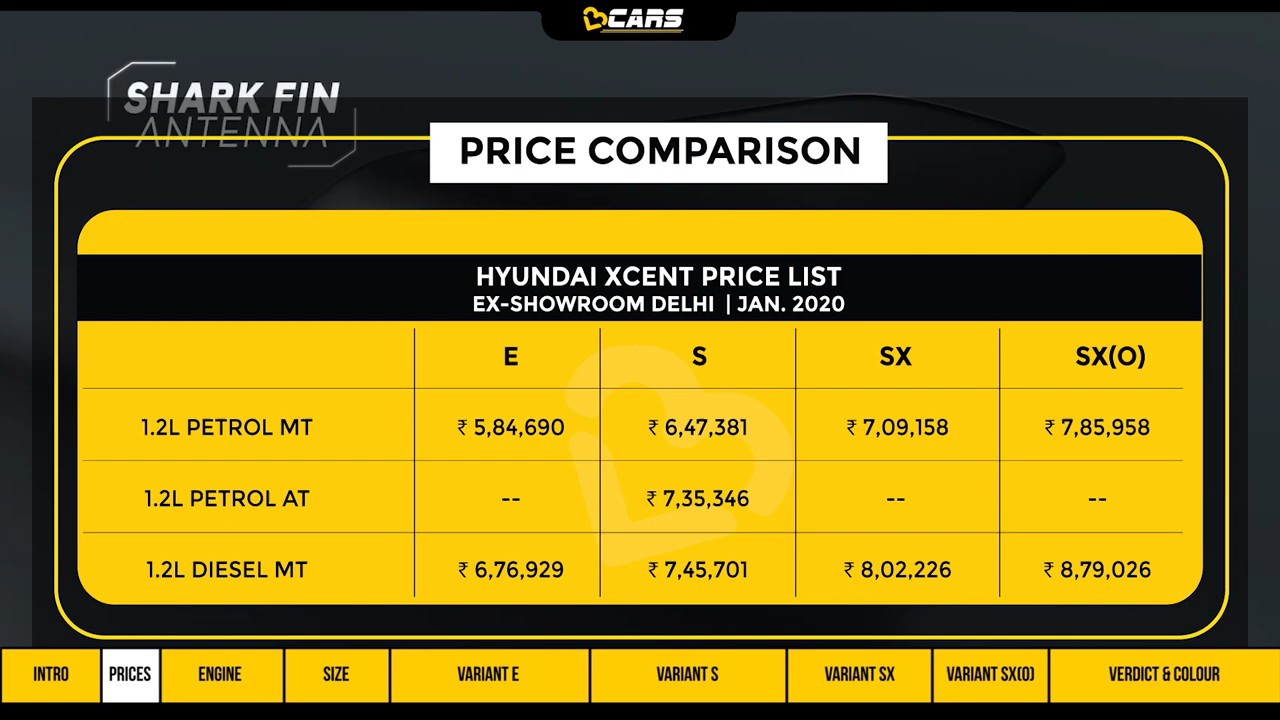 CARS
SHARK FIN
ANTENNA
PRICE COMPARISON
HYUNDAI XCENT PRICE LIST
EX-SHOWROOM DELHI | JAN. 2020
E S SX SX(O)
1.2L PETROL MT ₹ 5,84,690 ₹ 6,47,381 ₹ 7,09,158 ₹ 7,85,958
1.2L PETROL AT -- ₹ 7,35,346 -- --
1.2L DIESEL MT ₹ 6,76,929 ₹ 7,45,701 ₹ 8,02,226 ₹ 8,79,026
INTRO PRICES ENGINE SIZE VARIANT E VARIANT S VARIANT SX VARIANT SX(O) VERDICT & COLOUR